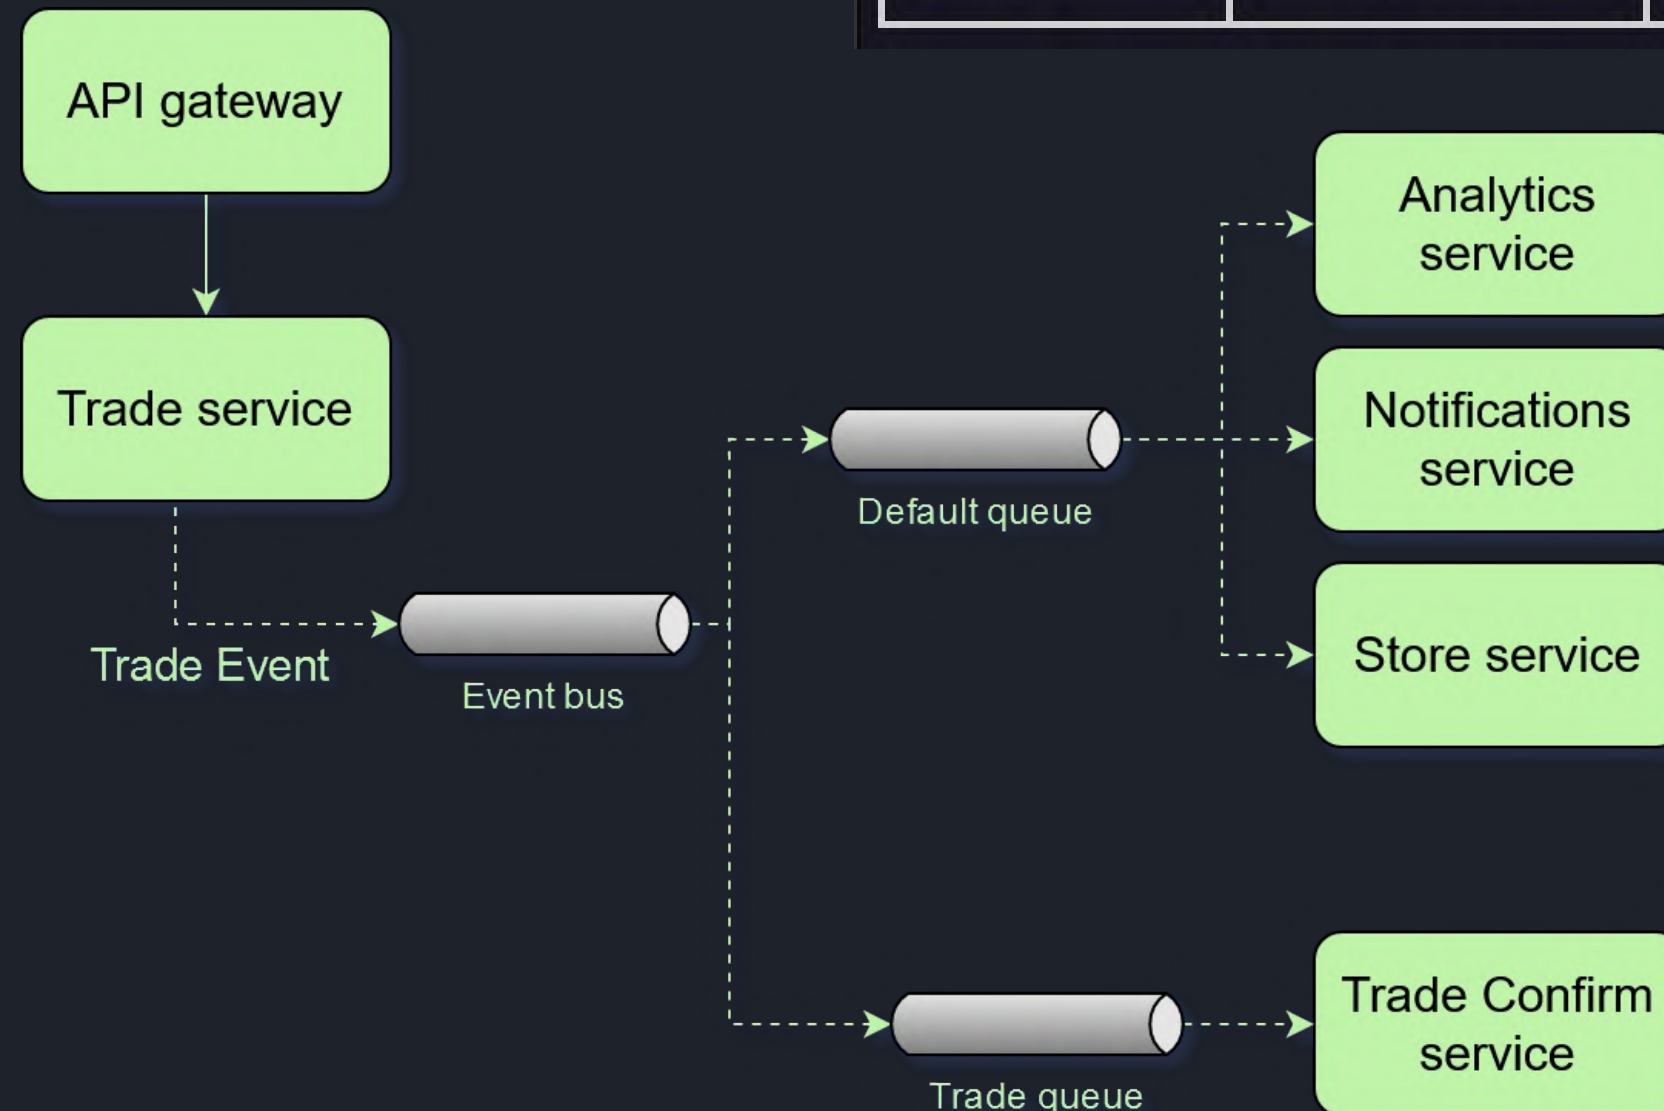 API gateway
Trade service
Trade Event
Event bus
Default queue
Analytics
service
Notifications
service
Store service
Trade queue
Trade Confirm
service